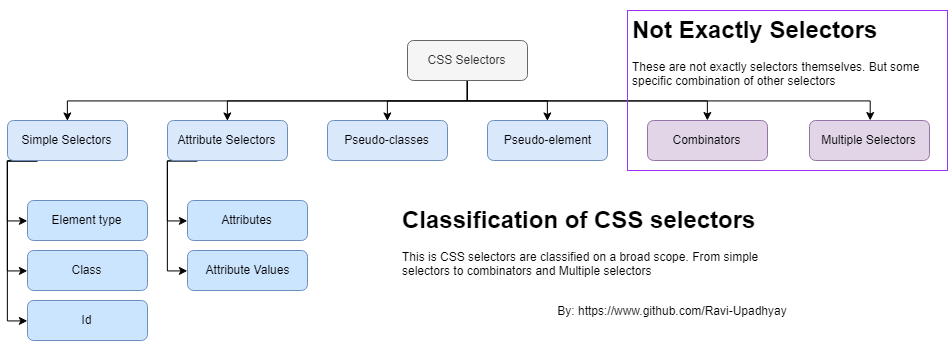 Not Exactly Selectors
These are not exactly selectors themselves. But some
specific combination of other selectors
CSS Selectors
Simple Selectors
Attribute Selectors
Pseudo-classes
Pseudo-element
Combinators
Multiple Selectors
Element type
Class
Id
Attributes
Attribute Values
Classification of CSS selectors
This is CSS selectors are classified on a broad scope. From simple
selectors to combinators and Multiple selectors
By: https://www.github.com/Ravi-Upadhyay